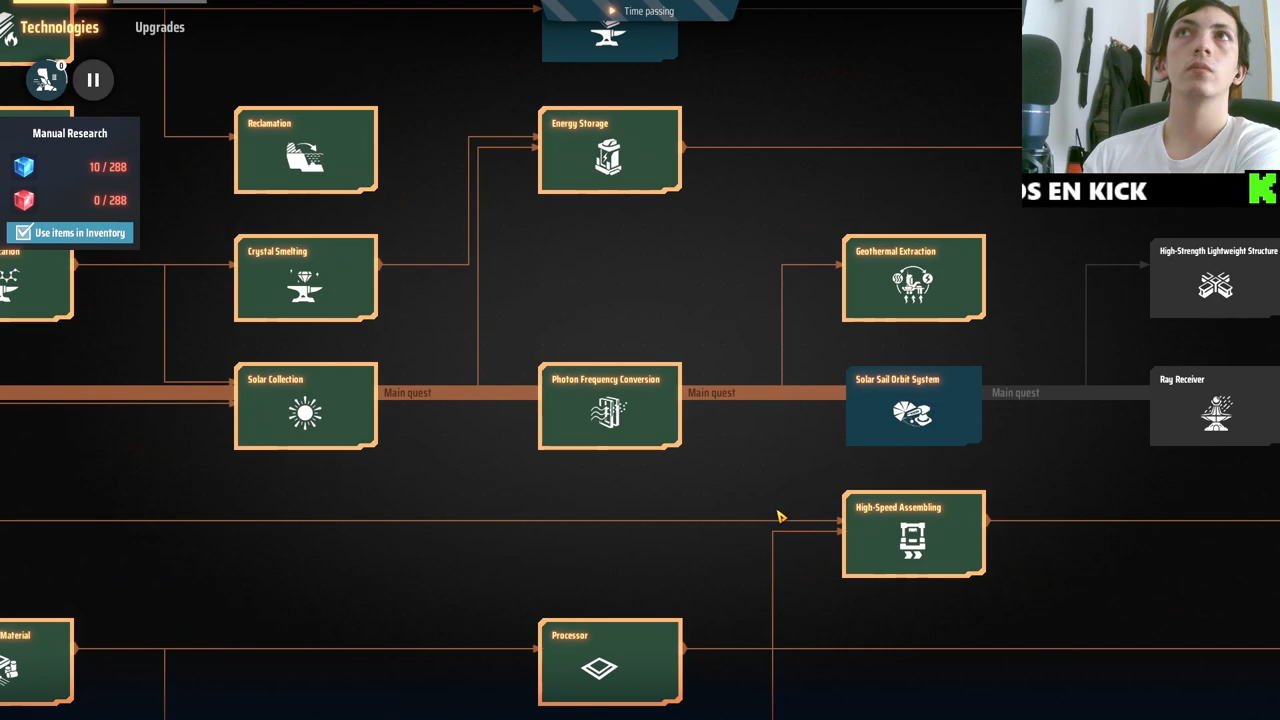 Time passing
Technologies
Upgrades
0
Manual Research
10 / 288
0 / 288
Use items in Inventory
Reclamation
Energy Storage
OS EN KICK
Crystal Smelting
Geothermal Extraction
High-Strength Lightweight Structure
Solar Collection
Main quest
Photon Frequency Conversion
Main quest
Solar Sail Orbit System
Main quest
Ray Receiver
High-Speed Assembling
Material
Processor